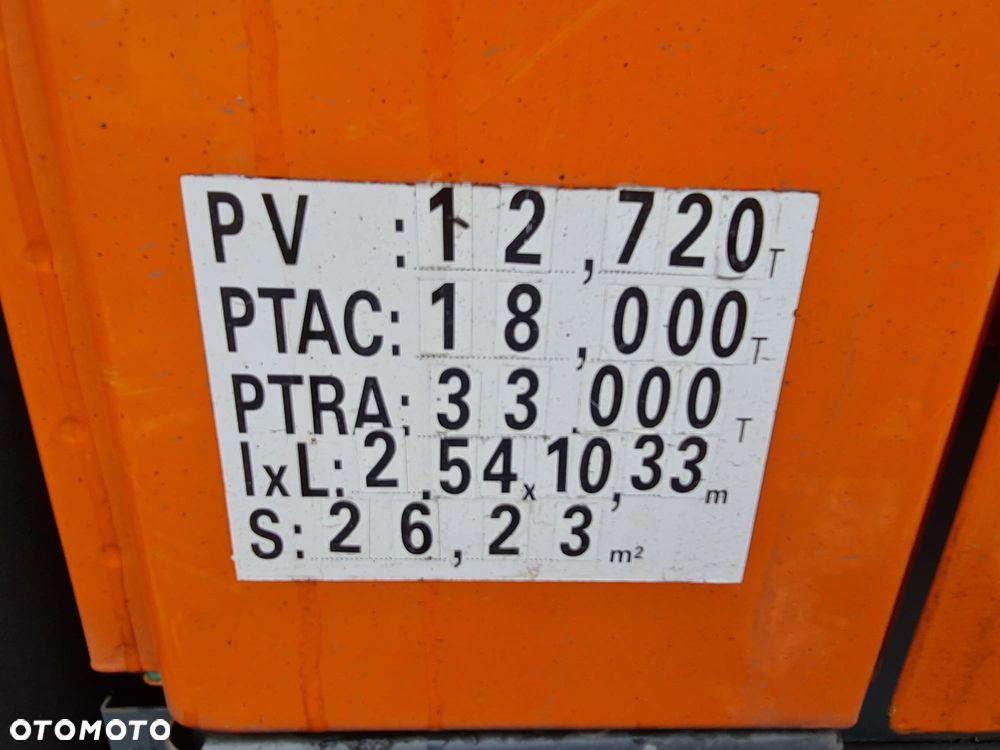 PV :12,720T
PTAC:18,000T
PTRA:33.000T
lxL:2.54x10,33m
S:26,23m²
OTOMOTO